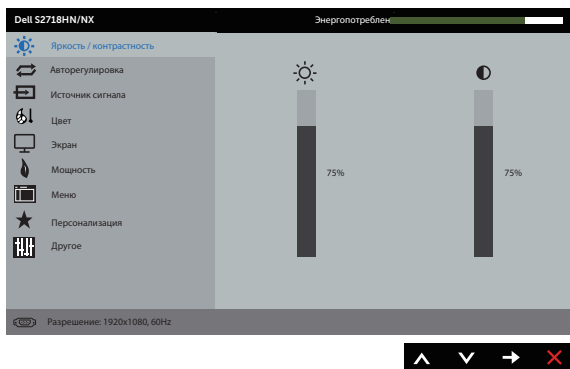 Dell S2718HN/NX
Энергопотреблен
Яркость / контрастность
Авторегулировка
Источник сигнала
Цвет
Экран
Мощность
Меню
Персонализация
Другое
75%
75%
Разрешение: 1920x1080, 60Hz